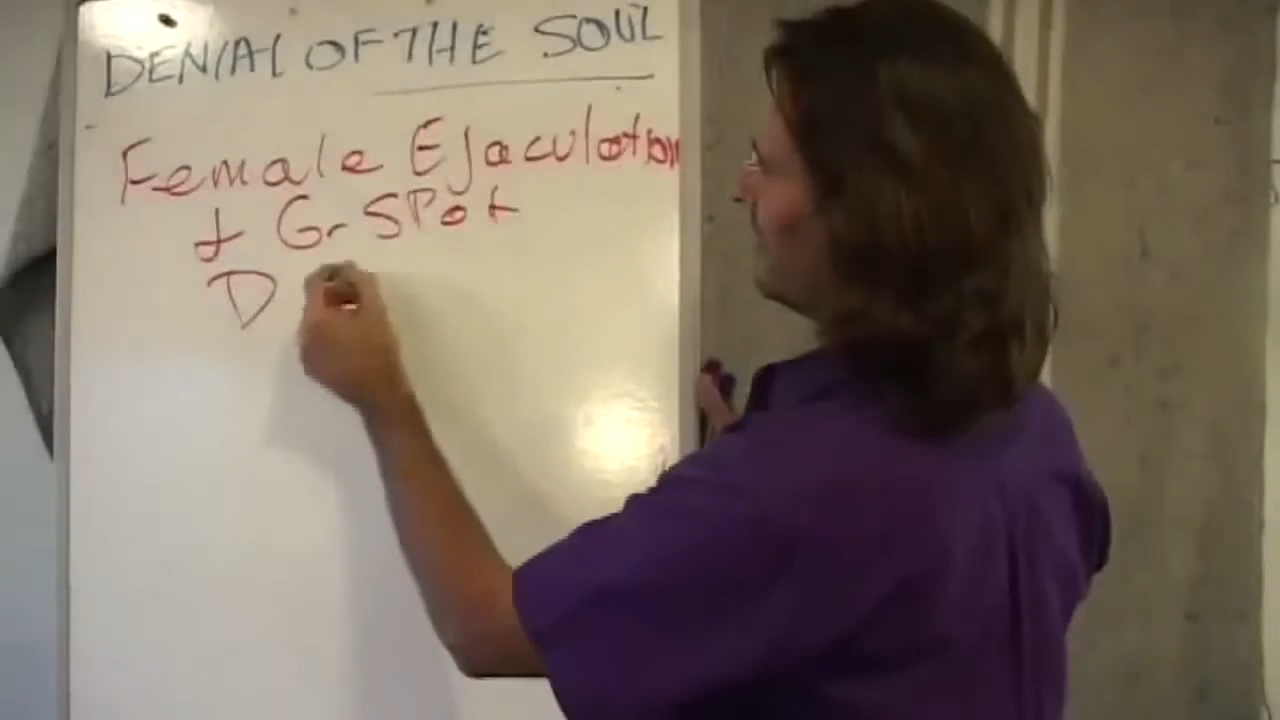 DENIAL OF THE SOUL
Female Ejaculation
+ G-SPot
D